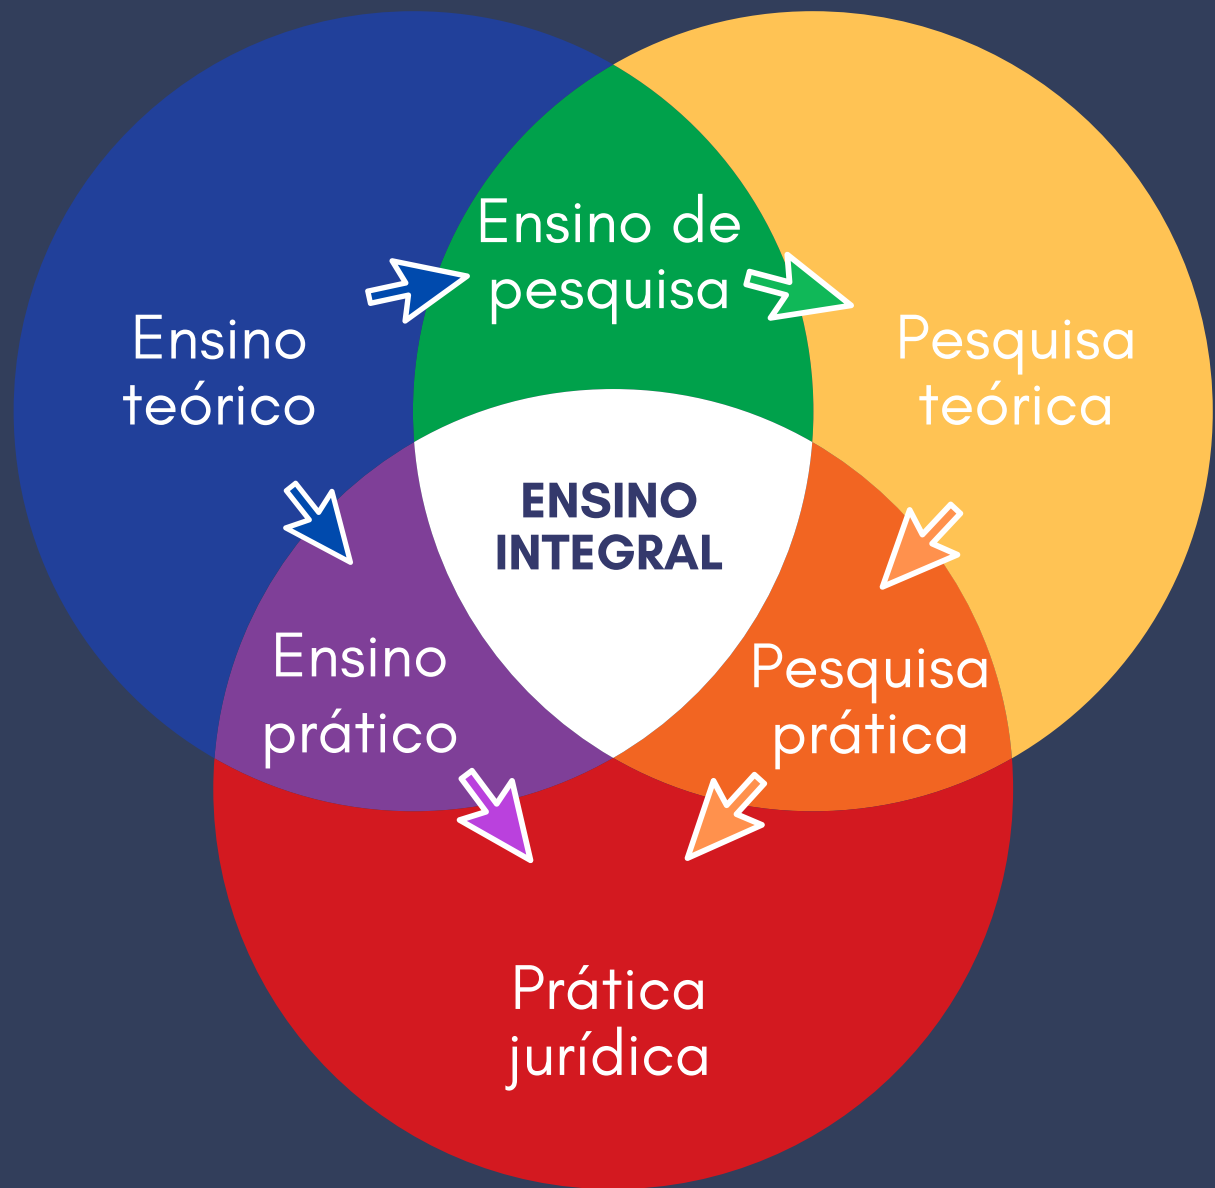 Ensino de
pesquisa
Ensino
teórico
Pesquisa
teórica
ENSINO
INTEGRAL
Ensino
prático
Pesquisa
prática
Prática
jurídica